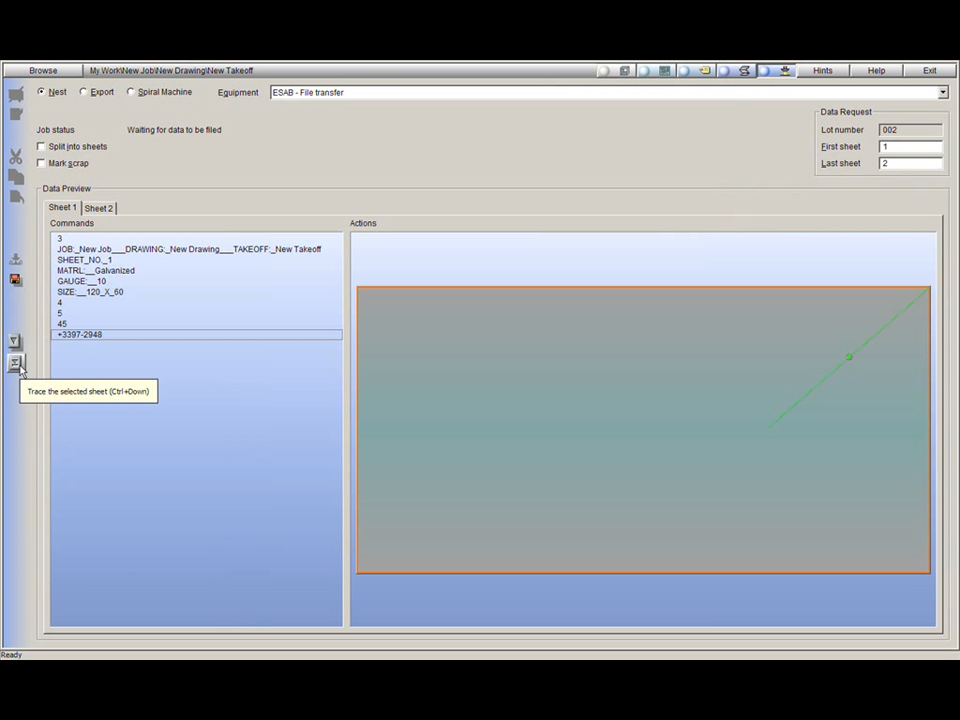 Browse
My Work\New Job\New Drawing\New Takeoff
Hints
Help
Exit
Nest
Export
Spiral Machine
Equipment
ESAB - File transfer
Data Request
Job status
Waiting for data to be filed
Lot number
002
Split into sheets
First sheet
1
Mark scrap
Last sheet
2
Data Preview
Sheet 1
Sheet 2
Commands
Actions
3
JOB:_New Job___DRAWING:_New Drawing___TAKEOFF:_New Takeoff
SHEET_NO._1
MATRL:__Galvanized
GAUGE:__10
SIZE:__120_X_60
4
5
45
+3397-2948
Trace the selected sheet (Ctrl+Down)
Ready